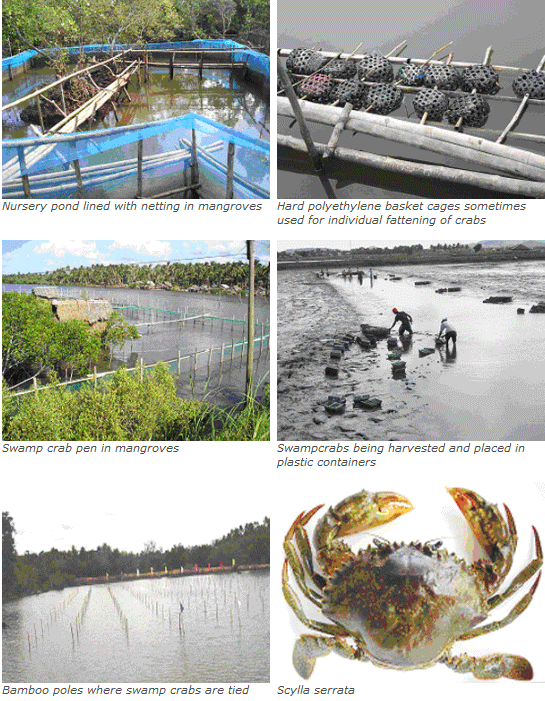 Nursery pond lined with netting in mangroves
Hard polyethylene basket cages sometimes
used for individual fattening of crabs
Swamp crab pen in mangroves
Swampcrabs being harvested and placed in
plastic containers
Bamboo poles where swamp crabs are tied
Scylla serrata